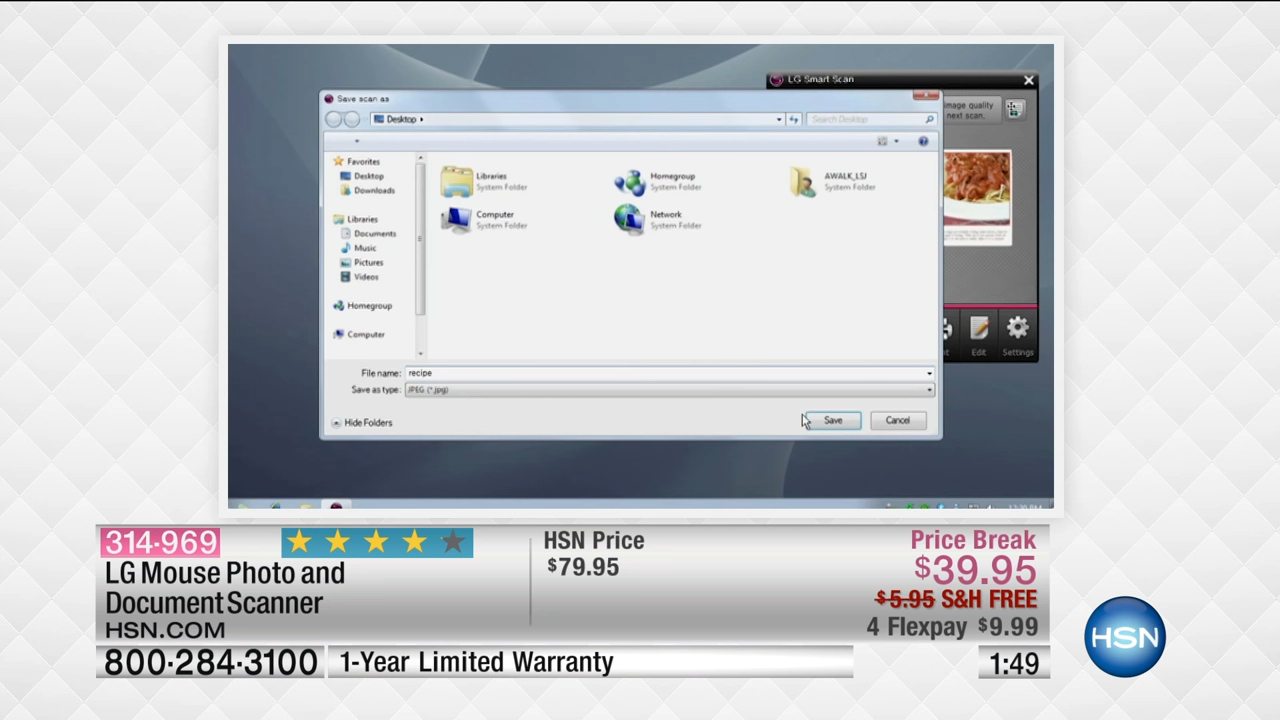 LG Smart Scan
Save scan as
Desktop
Search Desktop
image quality
next scan,
Favorites
Desktop
Downloads
Libraries
Documents
Music
Pictures
Videos
Homegroup
Computer
Libraries
System Folder
Homegroup
System Folder
AWALK_LSJ
System Folder
Computer
System Folder
Network
System Folder
File name: recipe
Save as type: JPEG (*.jpg)
Hide Folders
Save
Cancel
Edit
Settings
314-969
LG Mouse Photo and
Document Scanner
HSN.COM
HSN Price
$79.95
Price Break
$39.95
$5.95 S&H FREE
4 Flexpay $9.99
HSN
800·284·3100
1-Year Limited Warranty
1:49